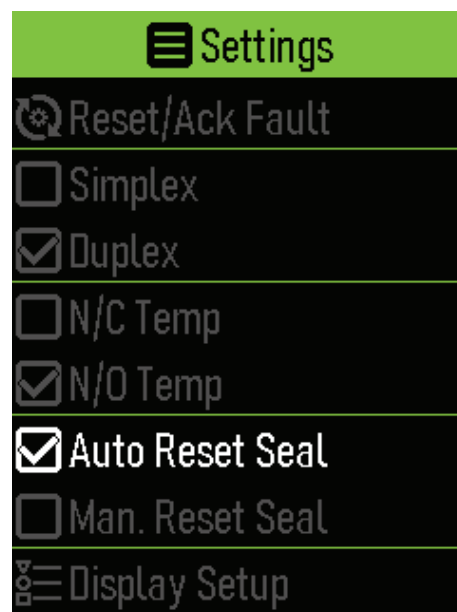 Settings
Reset/Ack Fault
Simplex
Duplex
N/C Temp
N/O Temp
Auto Reset Seal
Man. Reset Seal
Display Setup